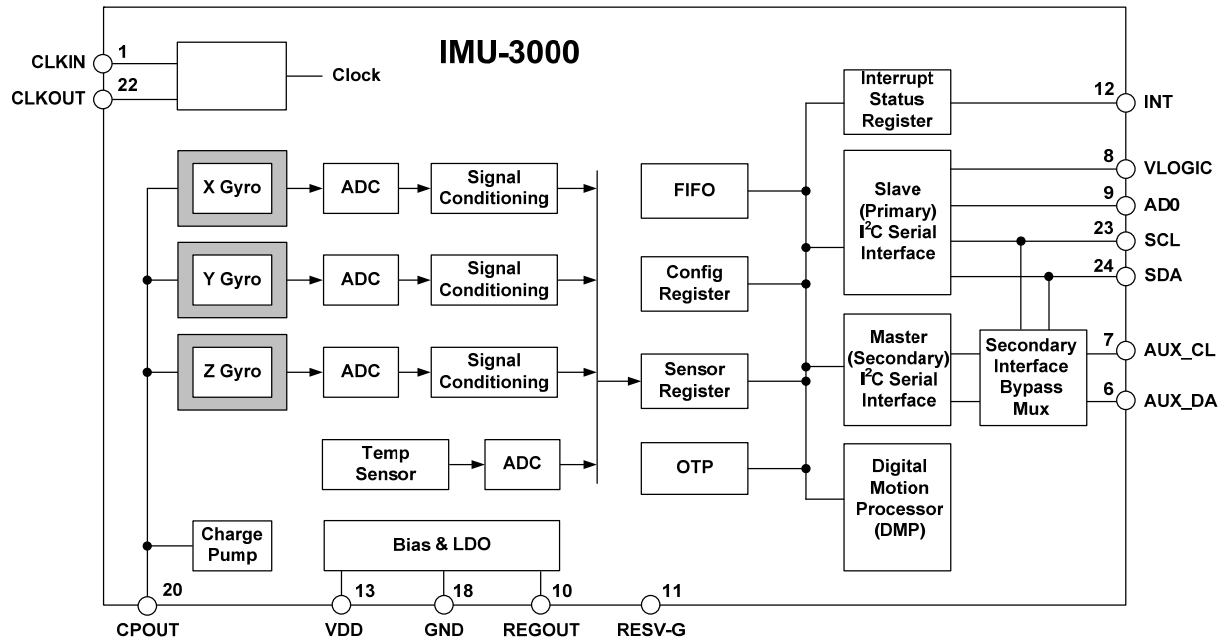 IMU-3000
CLKIN
1
CLKOUT
22
Clock
X Gyro
ADC
Signal
Conditioning
Y Gyro
ADC
Signal
Conditioning
Z Gyro
ADC
Signal
Conditioning
Temp
Sensor
ADC
Charge
Pump
Bias & LDO
FIFO
Config
Register
Sensor
Register
OTP
Interrupt
Status
Register
Slave
(Primary)
I²C Serial
Interface
Master
(Secondary)
I²C Serial
Interface
Secondary
Interface
Bypass
Mux
Digital
Motion
Processor
(DMP)
12
INT
8
VLOGIC
9
AD0
23
SCL
24
SDA
7
AUX_CL
6
AUX_DA
20
CPOUT
13
VDD
18
GND
10
REGOUT
11
RESV-G